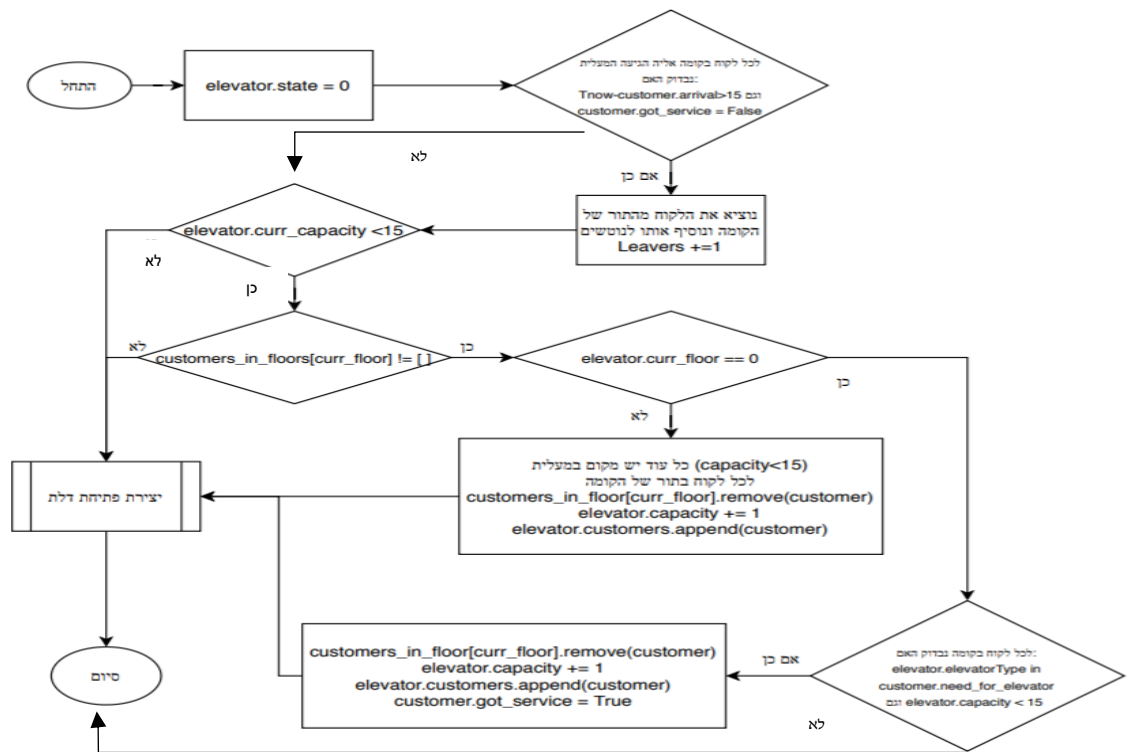 התחל
elevator.state = 0
לכל לקוח בקומה אליה הגיעה המעלית
נבדוק האם:
Tnow-customer.arrival>15 וגם
customer.got_service = False
לא
אם כן
נוציא את הלקוח מהתור של
הקומה ונוסיף אותו לנוטשים
Leavers +=1
elevator.curr_capacity <15
לא
כן
customers_in_floors[curr_floor] != [ ]
לא
כן
elevator.curr_floor == 0
כן
לא
כל עוד יש מקום במעלית (capacity<15)
לכל לקוח בתור של הקומה
customers_in_floor[curr_floor].remove(customer)
elevator.capacity += 1
elevator.customers.append(customer)
יצירת פתיחת דלת
לכל לקוח בקומה נבדוק האם:
elevator.elevatorType in
customer.need_for_elevator
וגם elevator.capacity < 15
אם כן
לא
customers_in_floor[curr_floor].remove(customer)
elevator.capacity += 1
elevator.customers.append(customer)
customer.got_service = True
סיום